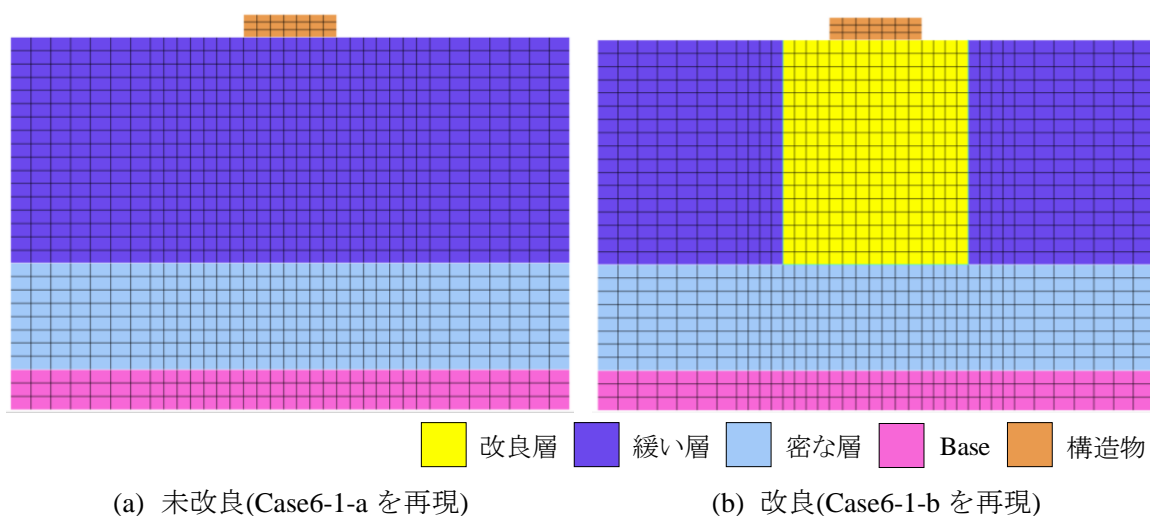 改良層 緩い層 密な層 Base 構造物
(a) 未改良(Case6-1-a を再現) (b) 改良(Case6-1-b を再現)